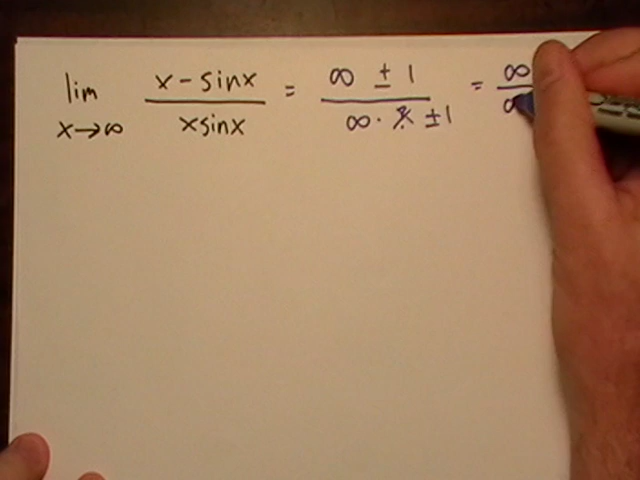 lim x→∞ (x - sinx)/(xsinx) = (∞ ± 1)/(∞ · ±1) = ∞/∞